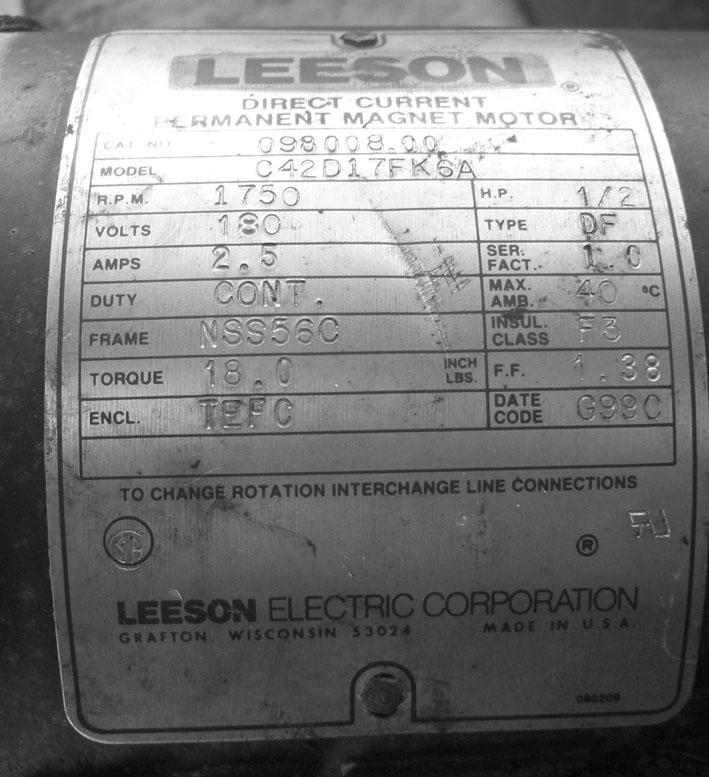 LEESON ®
DIRECT CURRENT
PERMANENT MAGNET MOTOR
CAT. NO 098008.00
MODEL C42D17FK6A
R.P.M. 1750 H.P. 1/2
VOLTS 180 TYPE DF
AMPS 2.5 SER. FACT. 1.0
DUTY CONT. MAX. AMB. 40 °C
FRAME NSS56C INSUL. CLASS F3
TORQUE 18.0 INCH LBS. F.F. 1.38
ENCL. TEFC DATE CODE G99C
TO CHANGE ROTATION INTERCHANGE LINE CONNECTIONS
SA ®
LEESON ELECTRIC CORPORATION
GRAFTON, WISCONSIN 53024 MADE IN U.S.A.
080209